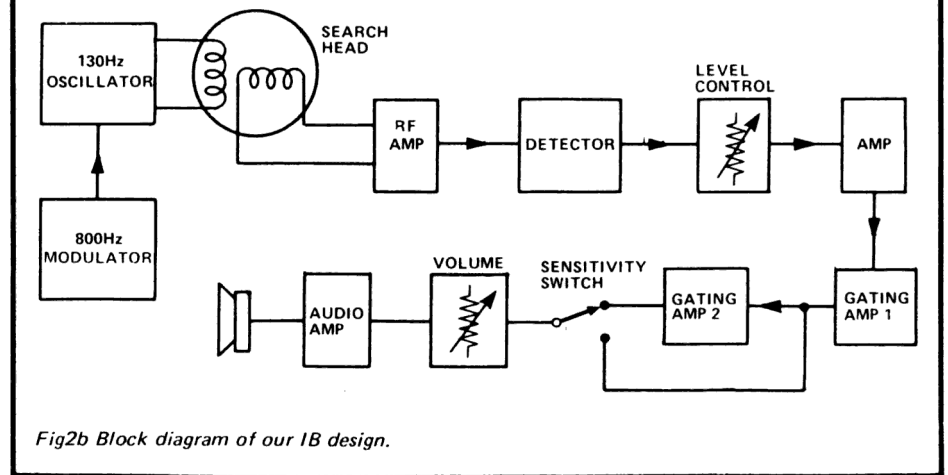 130Hz
OSCILLATOR
SEARCH
HEAD
RF
AMP
DETECTOR
LEVEL
CONTROL
AMP
800Hz
MODULATOR
AUDIO
AMP
VOLUME
SENSITIVITY
SWITCH
GATING
AMP 2
GATING
AMP 1
Fig2b Block diagram of our IB design.